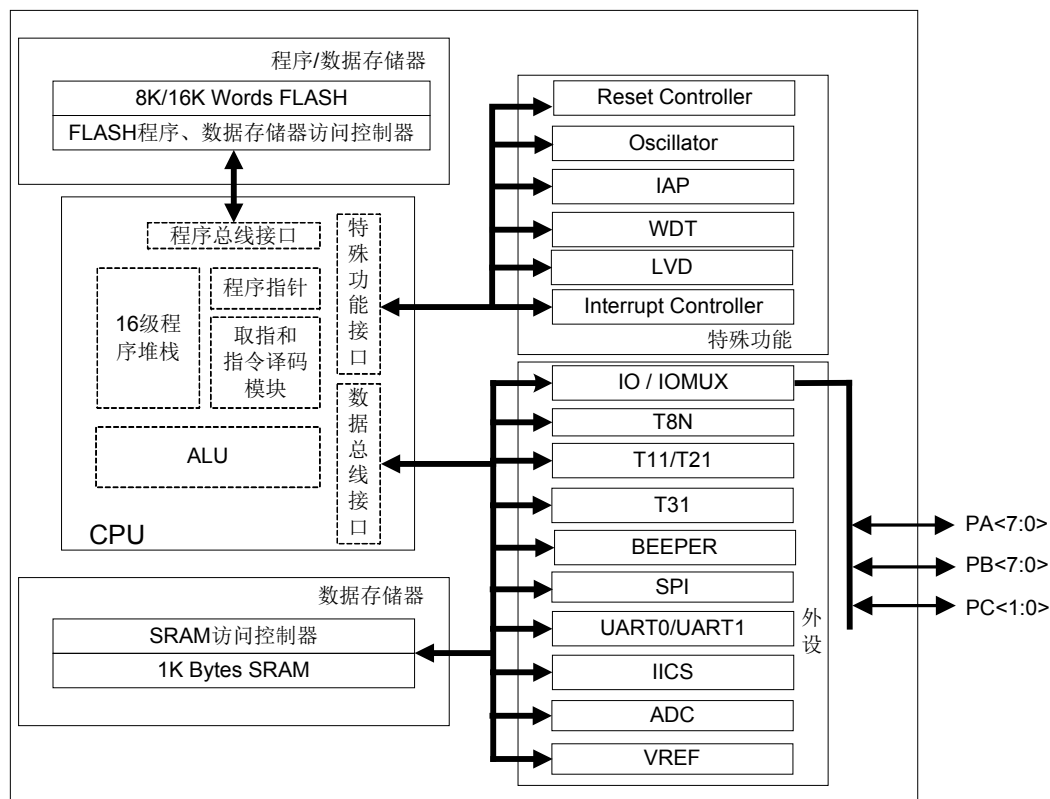 程序/数据存储器
8K/16K Words FLASH
FLASH程序、数据存储器访问控制器
程序总线接口
特
殊
功
能
接
口
16级程
序堆栈
程序指针
取指和
指令译码
模块
数
据
总
线
接
口
ALU
CPU
数据存储器
SRAM访问控制器
1K Bytes SRAM
Reset Controller
Oscillator
IAP
WDT
LVD
Interrupt Controller
特殊功能
IO / IOMUX
T8N
T11/T21
T31
BEEPER
SPI
UART0/UART1
IICS
ADC
VREF
外
设
PA<7:0>
PB<7:0>
PC<1:0>